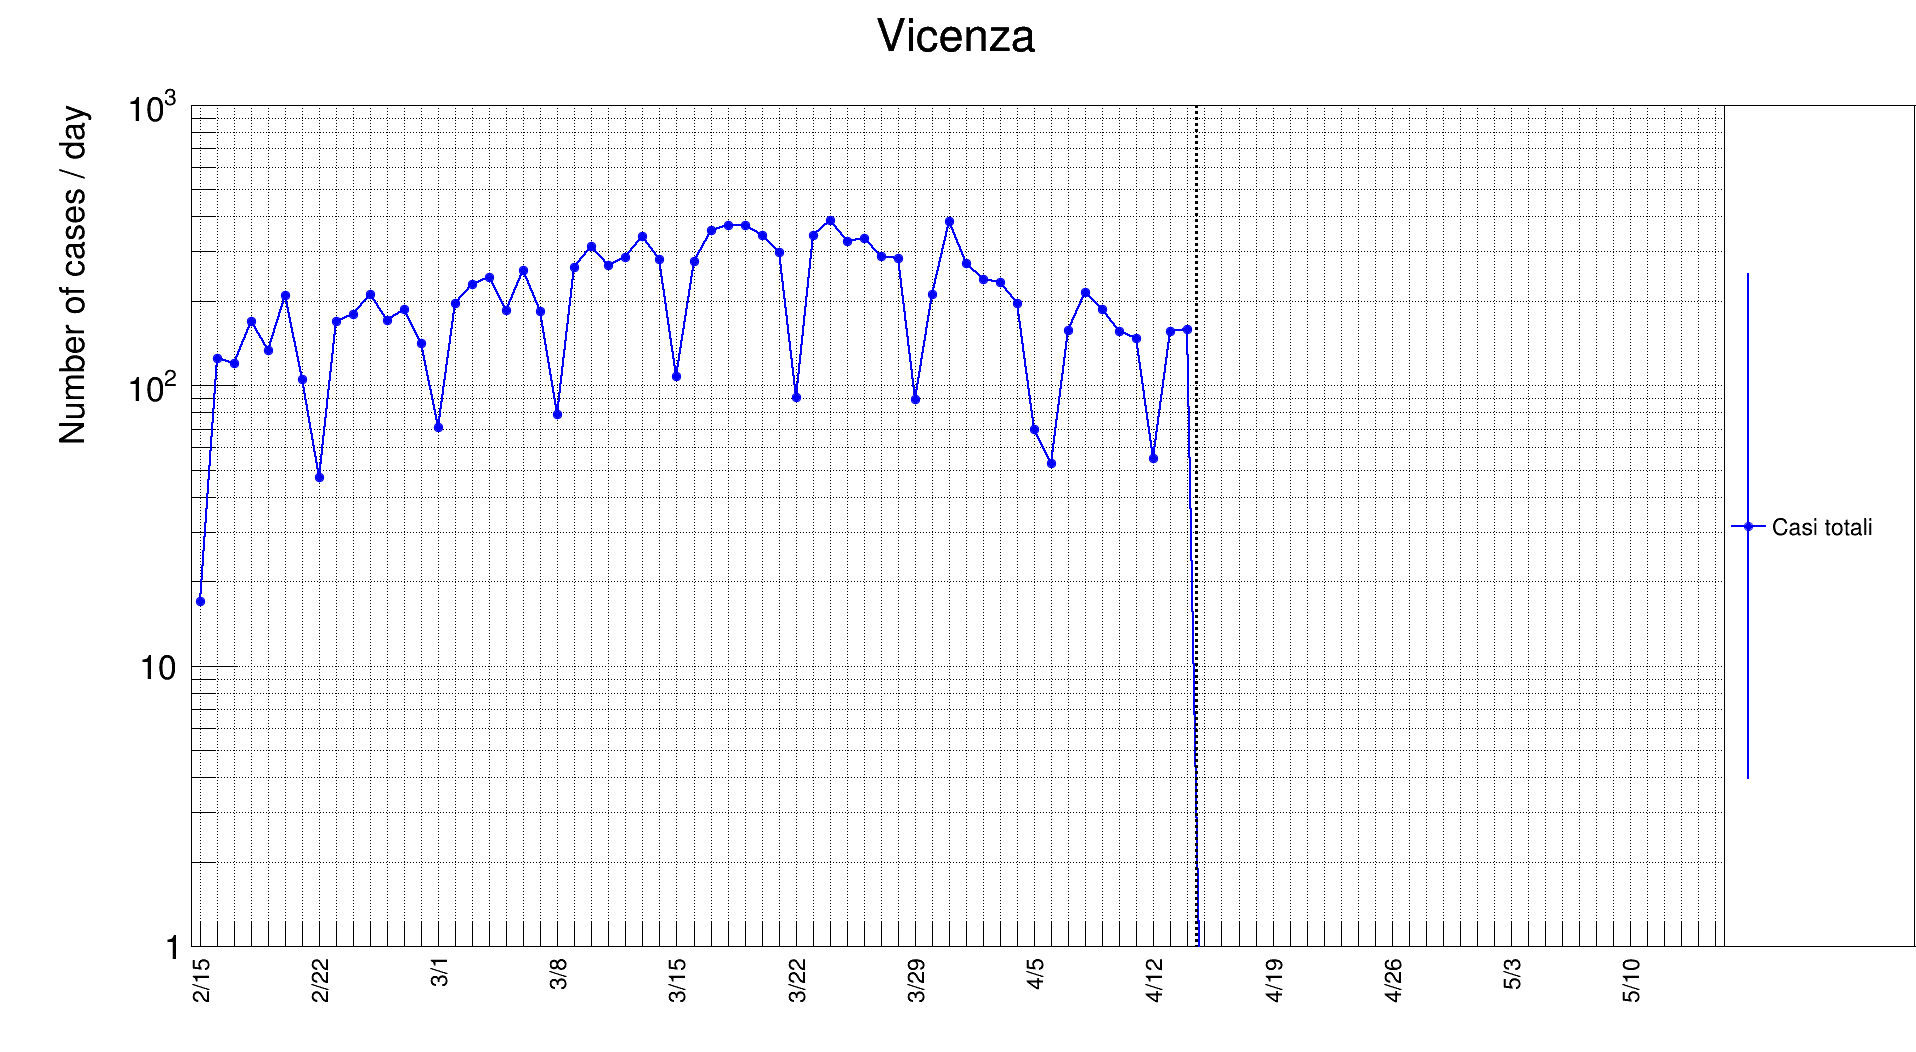 Vicenza
Number of cases / day
10³
10²
10
1
2/15 2/22 3/1 3/8 3/15 3/22 3/29 4/5 4/12 4/19 4/26 5/3 5/10
Casi totali